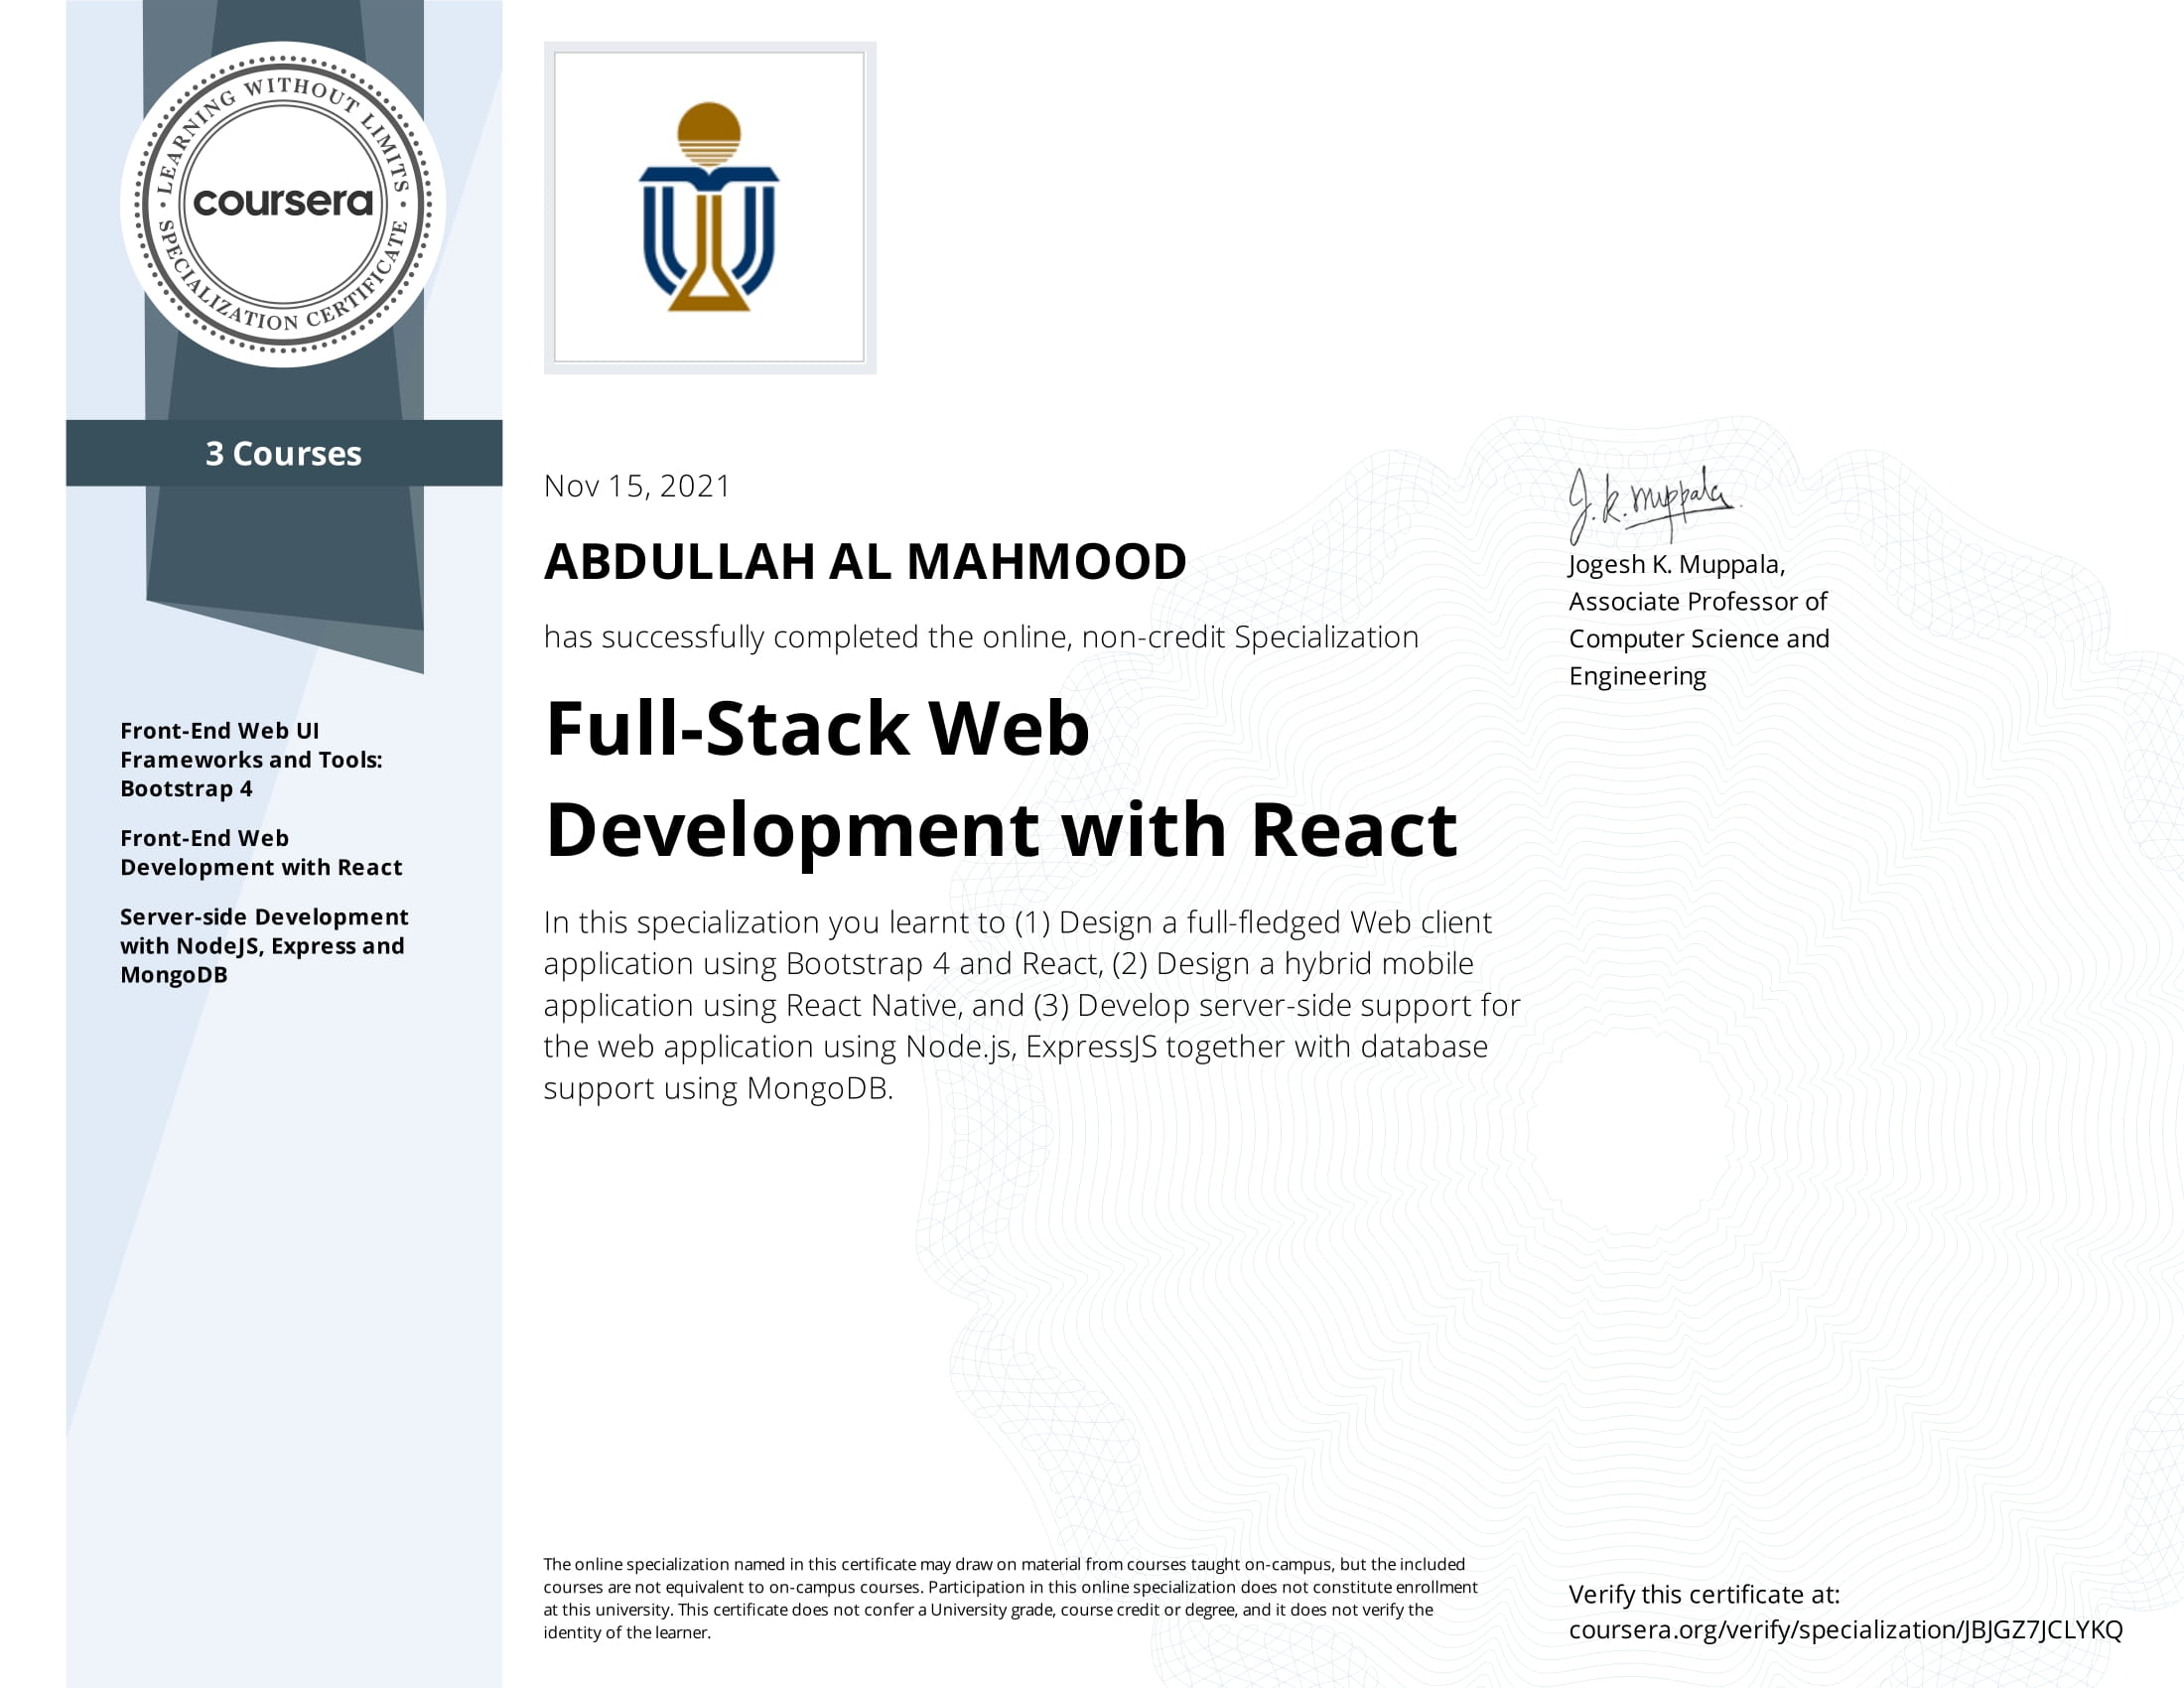 LEARNING WITHOUT LIMITS
coursera
SPECIALIZATION CERTIFICATE
3 Courses
Front-End Web UI
Frameworks and Tools:
Bootstrap 4
Front-End Web
Development with React
Server-side Development
with NodeJS, Express and
MongoDB
Nov 15, 2021
ABDULLAH AL MAHMOOD
has successfully completed the online, non-credit Specialization
Full-Stack Web
Development with React
In this specialization you learnt to (1) Design a full-fledged Web client
application using Bootstrap 4 and React, (2) Design a hybrid mobile
application using React Native, and (3) Develop server-side support for
the web application using Node.js, ExpressJS together with database
support using MongoDB.
J. K. Muppala
Jogesh K. Muppala,
Associate Professor of
Computer Science and
Engineering
The online specialization named in this certificate may draw on material from courses taught on-campus, but the included
courses are not equivalent to on-campus courses. Participation in this online specialization does not constitute enrollment
at this university. This certificate does not confer a University grade, course credit or degree, and it does not verify the
identity of the learner.
Verify this certificate at:
coursera.org/verify/specialization/JBJGZ7JCLYKQ